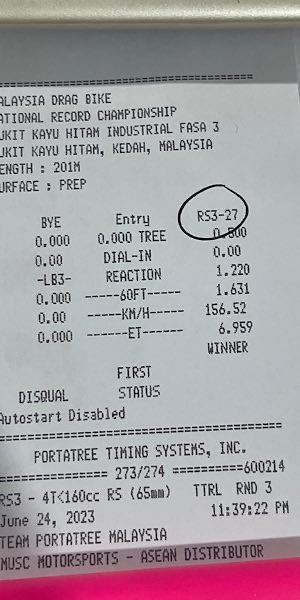 ALAYSIA DRAG BIKE
ATIONAL RECORD CHAMPIONSHIP
UKIT KAYU HITAM INDUSTRIAL FASA 3
UKIT KAYU HITAM, KEDAH, MALAYSIA
ENGTH : 201M
URFACE : PREP
BYE Entry RS3-27
0.000 0.000 TREE 0.500
0.00 DIAL-IN 0.00
-LB3- REACTION 1.220
0.000 ------60FT----- 1.631
0.00 -----KM/H------ 156.52
0.000 ------ET------ 6.959
WINNER
FIRST
DISQUAL STATUS
Autostart Disabled
PORTATREE TIMING SYSTEMS, INC.
============ 273/274 ==========600214
RS3 - 4T<160cc RS (65mm) TTRL RND 3
June 24, 2023 11:39:22 PM
TEAM PORTATREE MALAYSIA
MUSC MOTORSPORTS - ASEAN DISTRIBUTOR